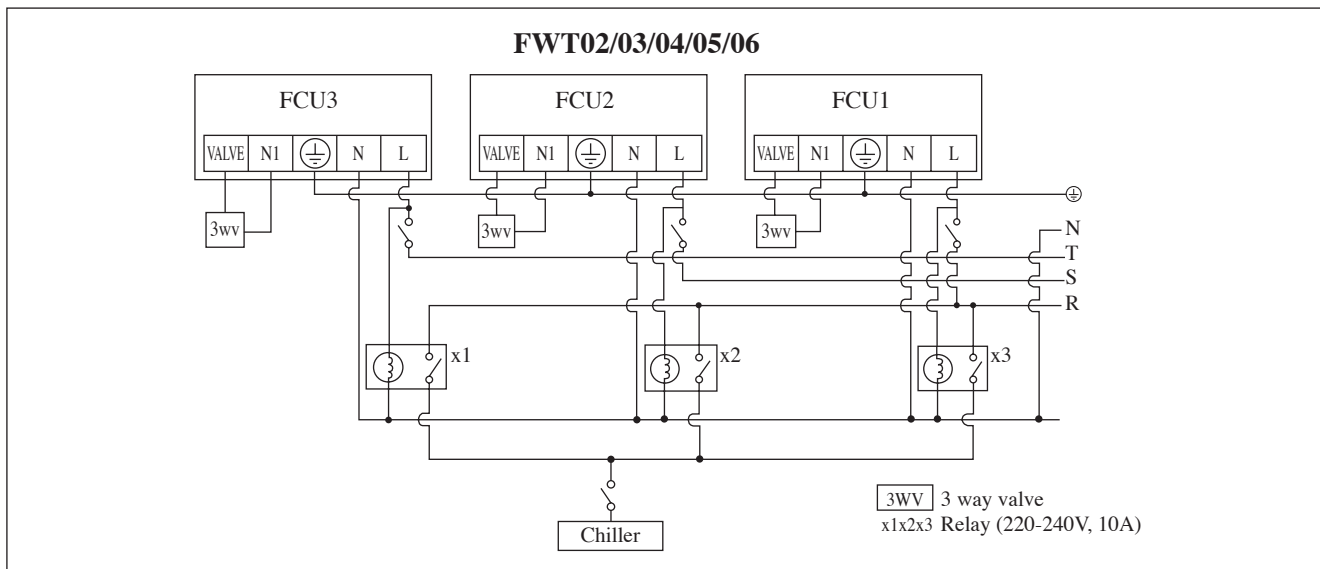 FWT02/03/04/05/06
FCU3 FCU2 FCU1
VALVE N1 N L VALVE N1 N L VALVE N1 N L
3wv 3wv 3wv
N
T
S
R
x1 x2 x3
3WV 3 way valve
x1x2x3 Relay (220-240V, 10A)
Chiller